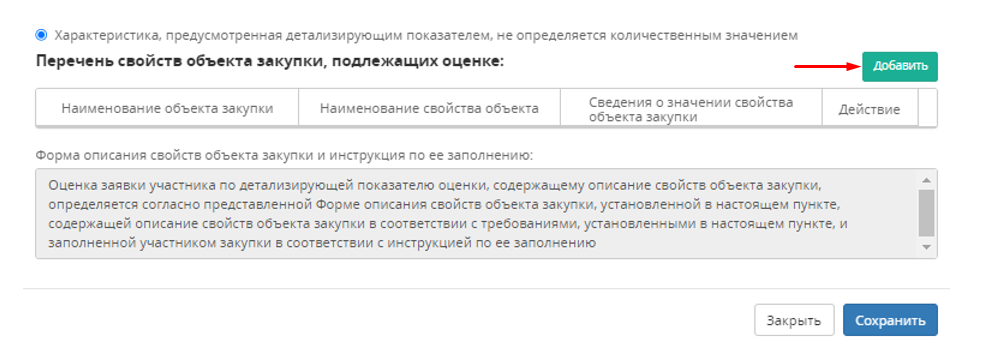 Характеристика, предусмотренная детализирующим показателем, не определяется количественным значением
Перечень свойств объекта закупки, подлежащих оценке:
Добавить
Наименование объекта закупки
Наименование свойства объекта
Сведения о значении свойства
объекта закупки
Действие
Форма описания свойств объекта закупки и инструкция по ее заполнению:
Оценка заявки участника по детализирующей показателю оценки, содержащему описание свойств объекта закупки,
определяется согласно представленной Форме описания свойств объекта закупки, установленной в настоящем пункте,
содержащей описание свойств объекта закупки в соответствии с требованиями, установленными в настоящем пункте, и
заполненной участником закупки в соответствии с инструкцией по ее заполнению
Закрыть
Сохранить